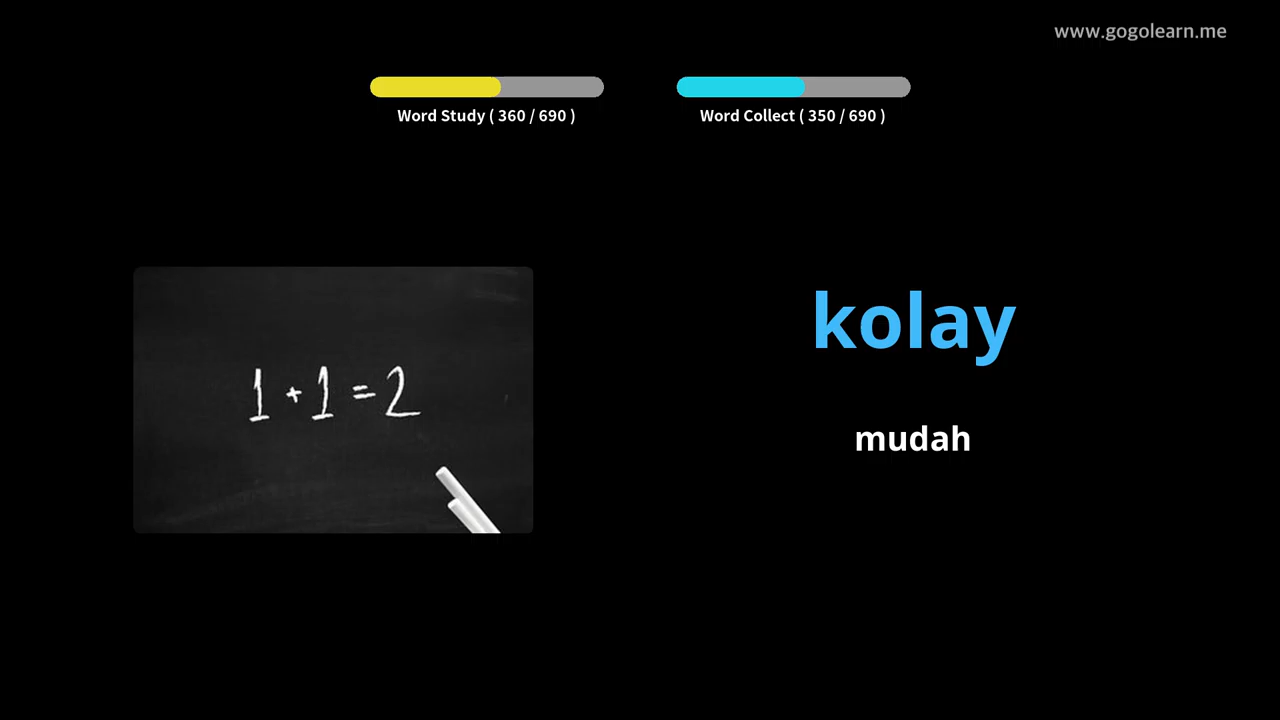 www.gogolearn.me
Word Study ( 360 / 690 )
Word Collect ( 350 / 690 )
1 + 1 = 2
kolay
mudah